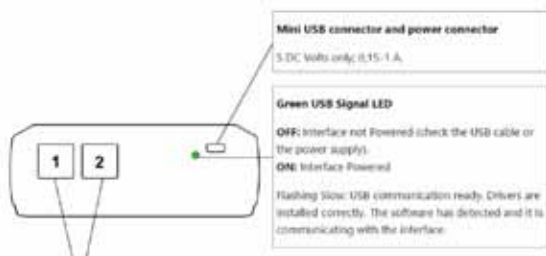 Mini USB connector and power connector
5 DC Volts only; 0,15-1 A.
Green USB Signal LED
OFF: Interface not Powered (check the USB cable or
the power supply).
ON: Interface Powered
Flashing Slow: USB communication ready. Drivers are
installed correctly. The software has detected and it is
communicating with the interface.
1 2